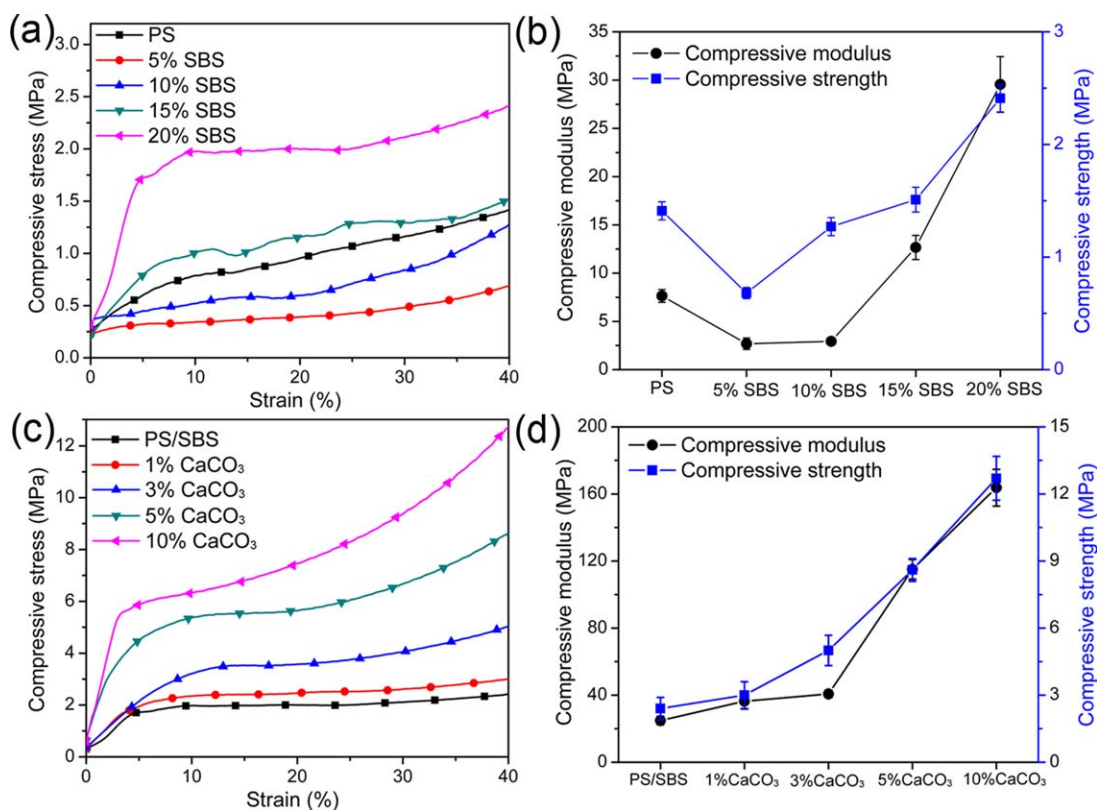 (a)
PS
5% SBS
10% SBS
15% SBS
20% SBS
Compressive stress (MPa)
3.0
2.5
2.0
1.5
1.0
0.5
0.0
0 10 20 30 40
Strain (%)
(b)
Compressive modulus
Compressive strength
Compressive modulus (MPa)
35
30
25
20
15
10
5
0
PS 5% SBS 10% SBS 15% SBS 20% SBS
3
2
1
0
Compressive strength (MPa)
(c)
PS/SBS
1% CaCO₃
3% CaCO₃
5% CaCO₃
10% CaCO₃
Compressive stress (MPa)
12
10
8
6
4
2
0
0 10 20 30 40
Strain (%)
(d)
Compressive modulus
Compressive strength
Compressive modulus (MPa)
200
160
120
80
40
0
PS/SBS 1%CaCO₃ 3%CaCO₃ 5%CaCO₃ 10%CaCO₃
15
12
9
6
3
0
Compressive strength (MPa)